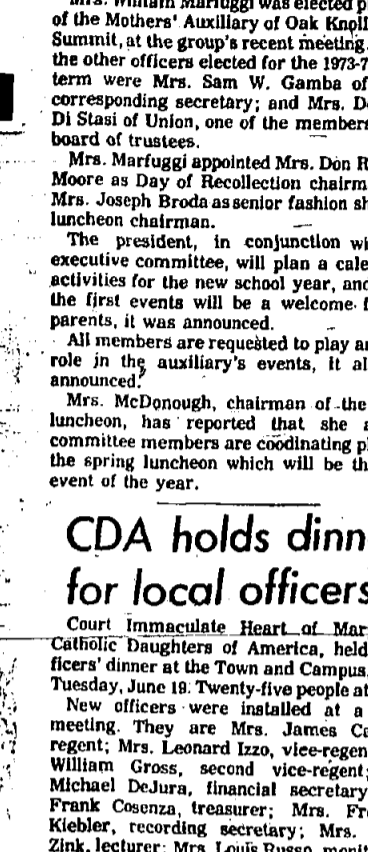 Mrs. William Marfuggi was elected p
of the Mothers' Auxiliary of Oak Knoll
Summit, at the group's recent meeting.
the other officers elected for the 1973-7
term were Mrs. Sam W. Gamba of
corresponding secretary; and Mrs. D
Di Stasi of Union, one of the members
board of trustees.
Mrs. Marfuggi appointed Mrs. Don R
Moore as Day of Recollection chairm
Mrs. Joseph Broda as senior fashion sh
luncheon chairman.
The president, in conjunction wi
executive committee, will plan a cale
activities for the new school year, and
the first events will be a welcome f
parents, it was announced.
All members are requested to play an
role in the auxiliary's events, it al
announced.
Mrs. McDonough, chairman of the
luncheon, has reported that she a
committee members are coodinating pl
the spring luncheon which will be th
event of the year.
CDA holds dinn
for local officers
Court Immaculate Heart of Mar
Catholic Daughters of America, held
ficers' dinner at the Town and Campus,
Tuesday, June 19. Twenty-five people at
New officers were installed at a
meeting. They are Mrs. James Ca
regent; Mrs. Leonard Izzo, vice-regen
William Gross, second vice-regent;
Michael DeJura, financial secretary
Frank Cosenza, treasurer; Mrs. Fr
Kiebler, recording secretary; Mrs.
Zink, lecturer; Mrs. Louis Russo, monit